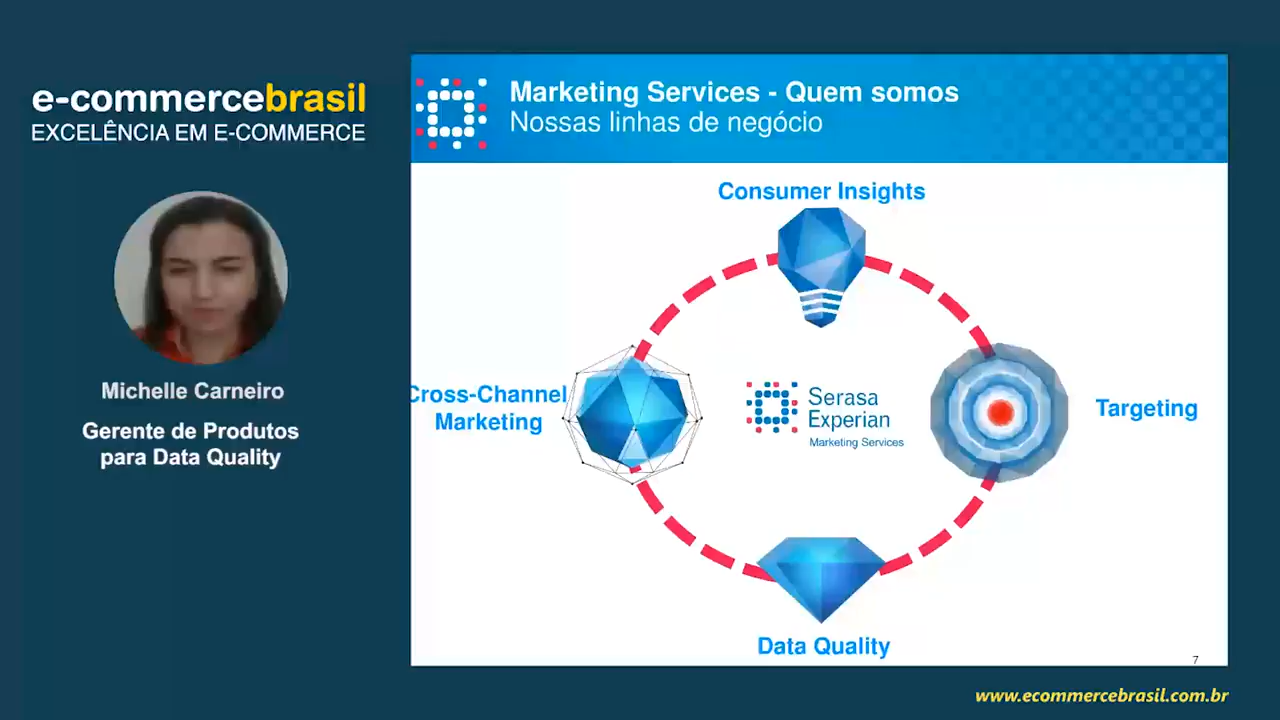 e-commercebrasil
EXCELÊNCIA EM E-COMMERCE
Michelle Carneiro
Gerente de Produtos
para Data Quality
Marketing Services - Quem somos
Nossas linhas de negócio
Consumer Insights
Cross-Channel
Marketing
Serasa
Experian
Marketing Services
Targeting
Data Quality
7
www.ecommercebrasil.com.br